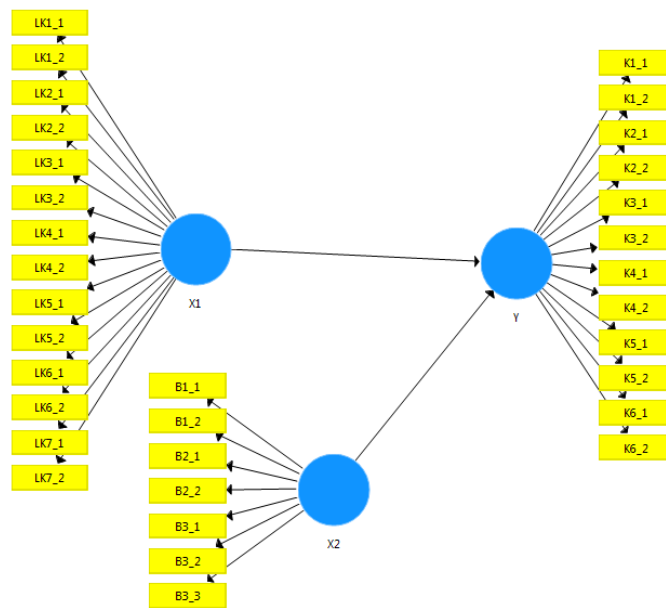 LK1_1
LK1_2
LK2_1
LK2_2
LK3_1
LK3_2
LK4_1
LK4_2
LK5_1
LK5_2
LK6_1
LK6_2
LK7_1
LK7_2
X1
B1_1
B1_2
B2_1
B2_2
B3_1
B3_2
B3_3
X2
Y
K1_1
K1_2
K2_1
K2_2
K3_1
K3_2
K4_1
K4_2
K5_1
K5_2
K6_1
K6_2